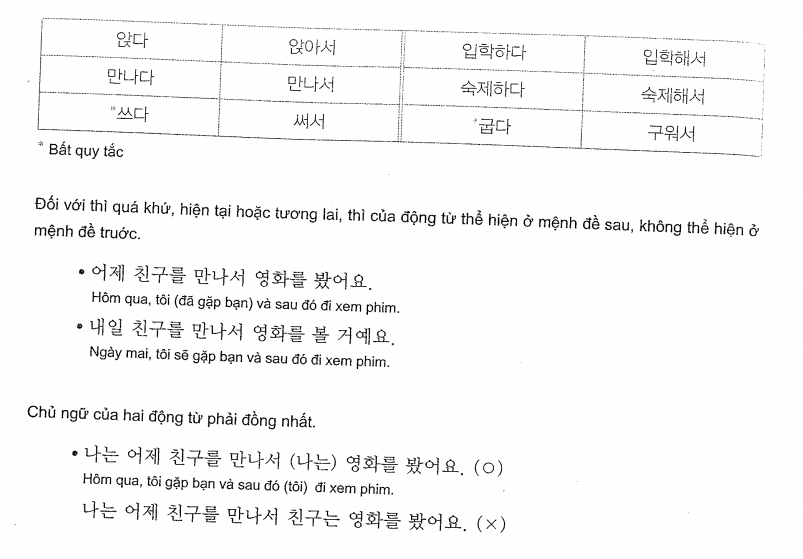 앉다 앉아서 입학하다 입학해서
만나다 만나서 숙제하다 숙제해서
*쓰다 써서 *굽다 구워서
* Bất quy tắc
Đối với thì quá khứ, hiện tại hoặc tương lai, thì của động từ thể hiện ở mệnh đề sau, không thể hiện ở
mệnh đề trước.
• 어제 친구를 만나서 영화를 봤어요.
Hôm qua, tôi (đã gặp bạn) và sau đó đi xem phim.
• 내일 친구를 만나서 영화를 볼 거예요.
Ngày mai, tôi sẽ gặp bạn và sau đó đi xem phim.
Chủ ngữ của hai động từ phải đồng nhất.
• 나는 어제 친구를 만나서 (나는) 영화를 봤어요. (○)
Hôm qua, tôi gặp bạn và sau đó (tôi) đi xem phim.
나는 어제 친구를 만나서 친구는 영화를 봤어요. (×)